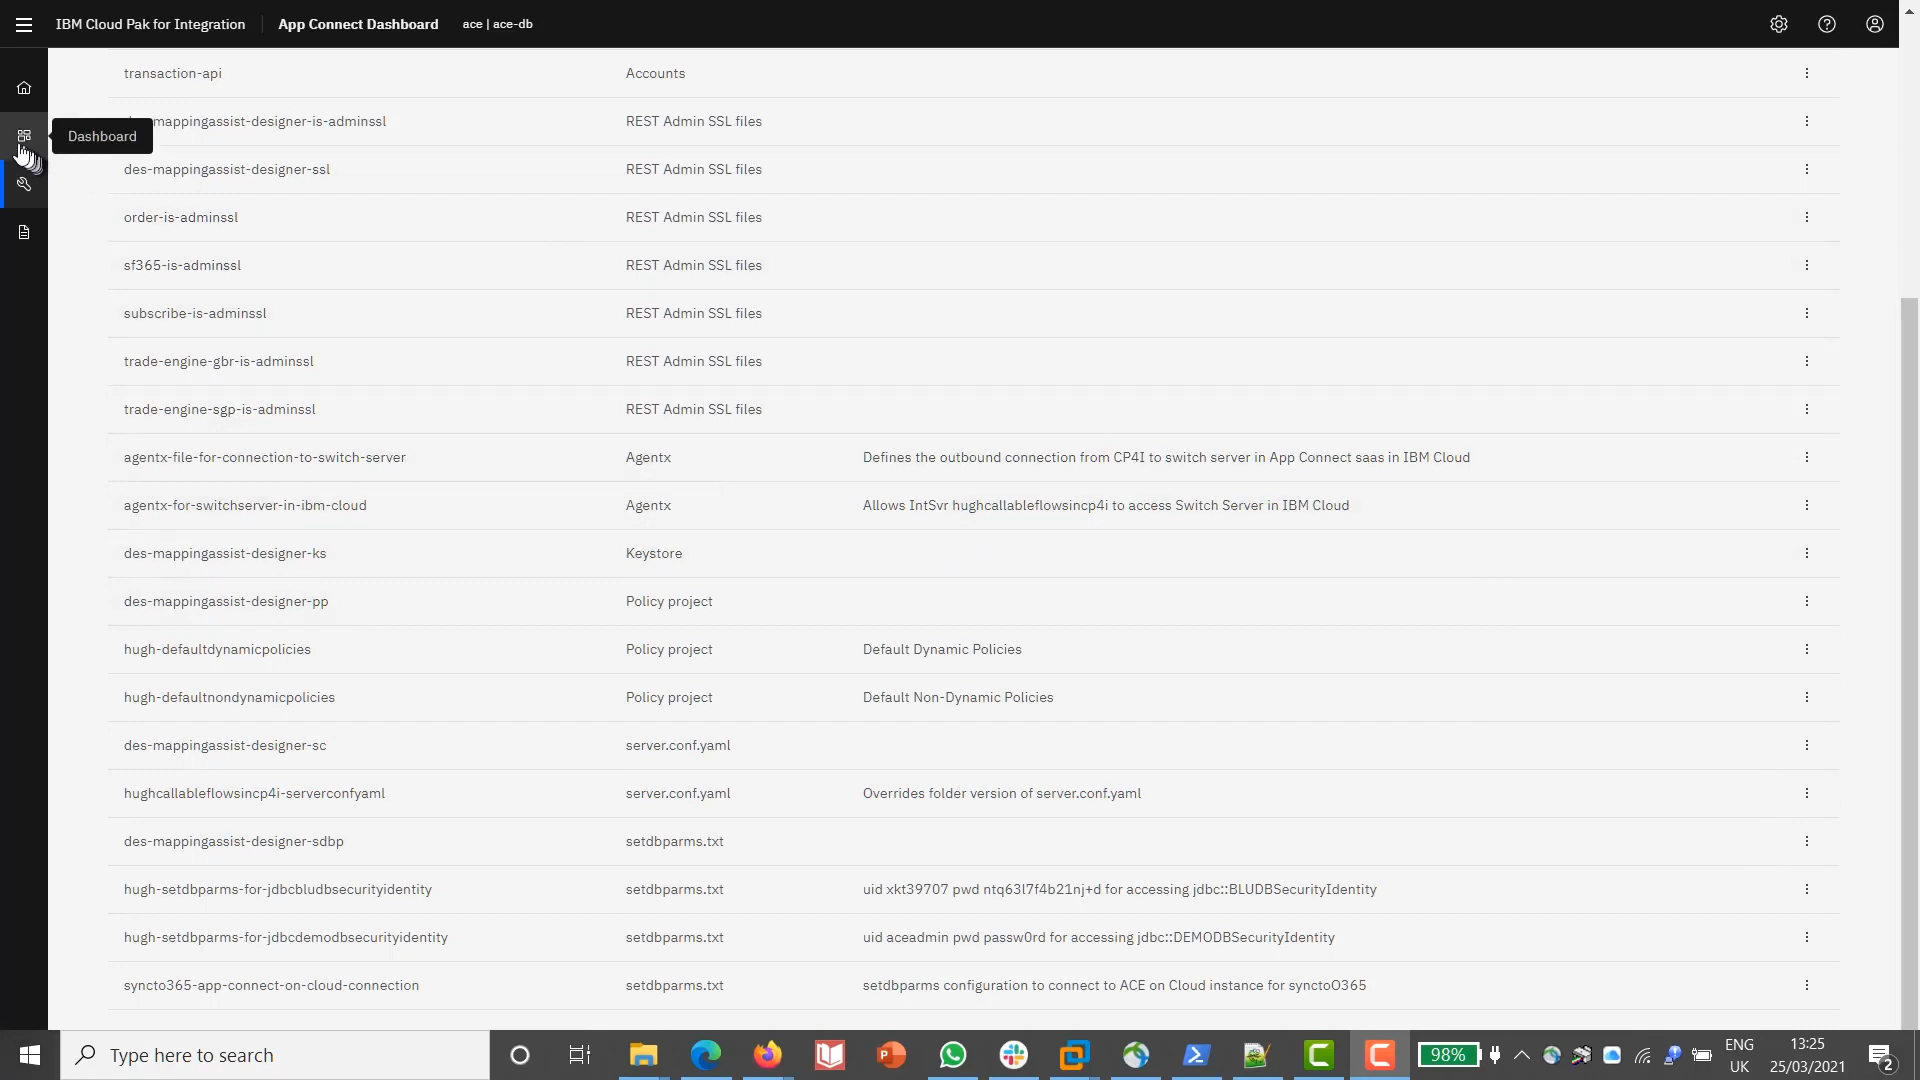 IBM Cloud Pak for Integration App Connect Dashboard ace | ace-db
transaction-api Accounts
Dashboard
mappingassist-designer-is-adminssl REST Admin SSL files
des-mappingassist-designer-ssl REST Admin SSL files
order-is-adminssl REST Admin SSL files
sf365-is-adminssl REST Admin SSL files
subscribe-is-adminssl REST Admin SSL files
trade-engine-gbr-is-adminssl REST Admin SSL files
trade-engine-sgp-is-adminssl REST Admin SSL files
agentx-file-for-connection-to-switch-server Agentx Defines the outbound connection from CP4I to switch server in App Connect saas in IBM Cloud
agentx-for-switchserver-in-ibm-cloud Agentx Allows IntSvr hughcallableflowsincp4i to access Switch Server in IBM Cloud
des-mappingassist-designer-ks Keystore
des-mappingassist-designer-pp Policy project
hugh-defaultdynamicpolicies Policy project Default Dynamic Policies
hugh-defaultnondynamicpolicies Policy project Default Non-Dynamic Policies
des-mappingassist-designer-sc server.conf.yaml
hughcallableflowsincp4i-serverconfyaml server.conf.yaml Overrides folder version of server.conf.yaml
des-mappingassist-designer-sdbp setdbparms.txt
hugh-setdbparms-for-jdbcbludbsecurityidentity setdbparms.txt uid xkt39707 pwd ntq63l7f4b21nj+d for accessing jdbc::BLUDBSecurityIdentity
hugh-setdbparms-for-jdbcdemodbsecurityidentity setdbparms.txt uid aceadmin pwd passw0rd for accessing jdbc::DEMODBSecurityIdentity
syncto365-app-connect-on-cloud-connection setdbparms.txt setdbparms configuration to connect to ACE on Cloud instance for synctoO365
Type here to search
98%
ENG
UK
13:25
25/03/2021
2